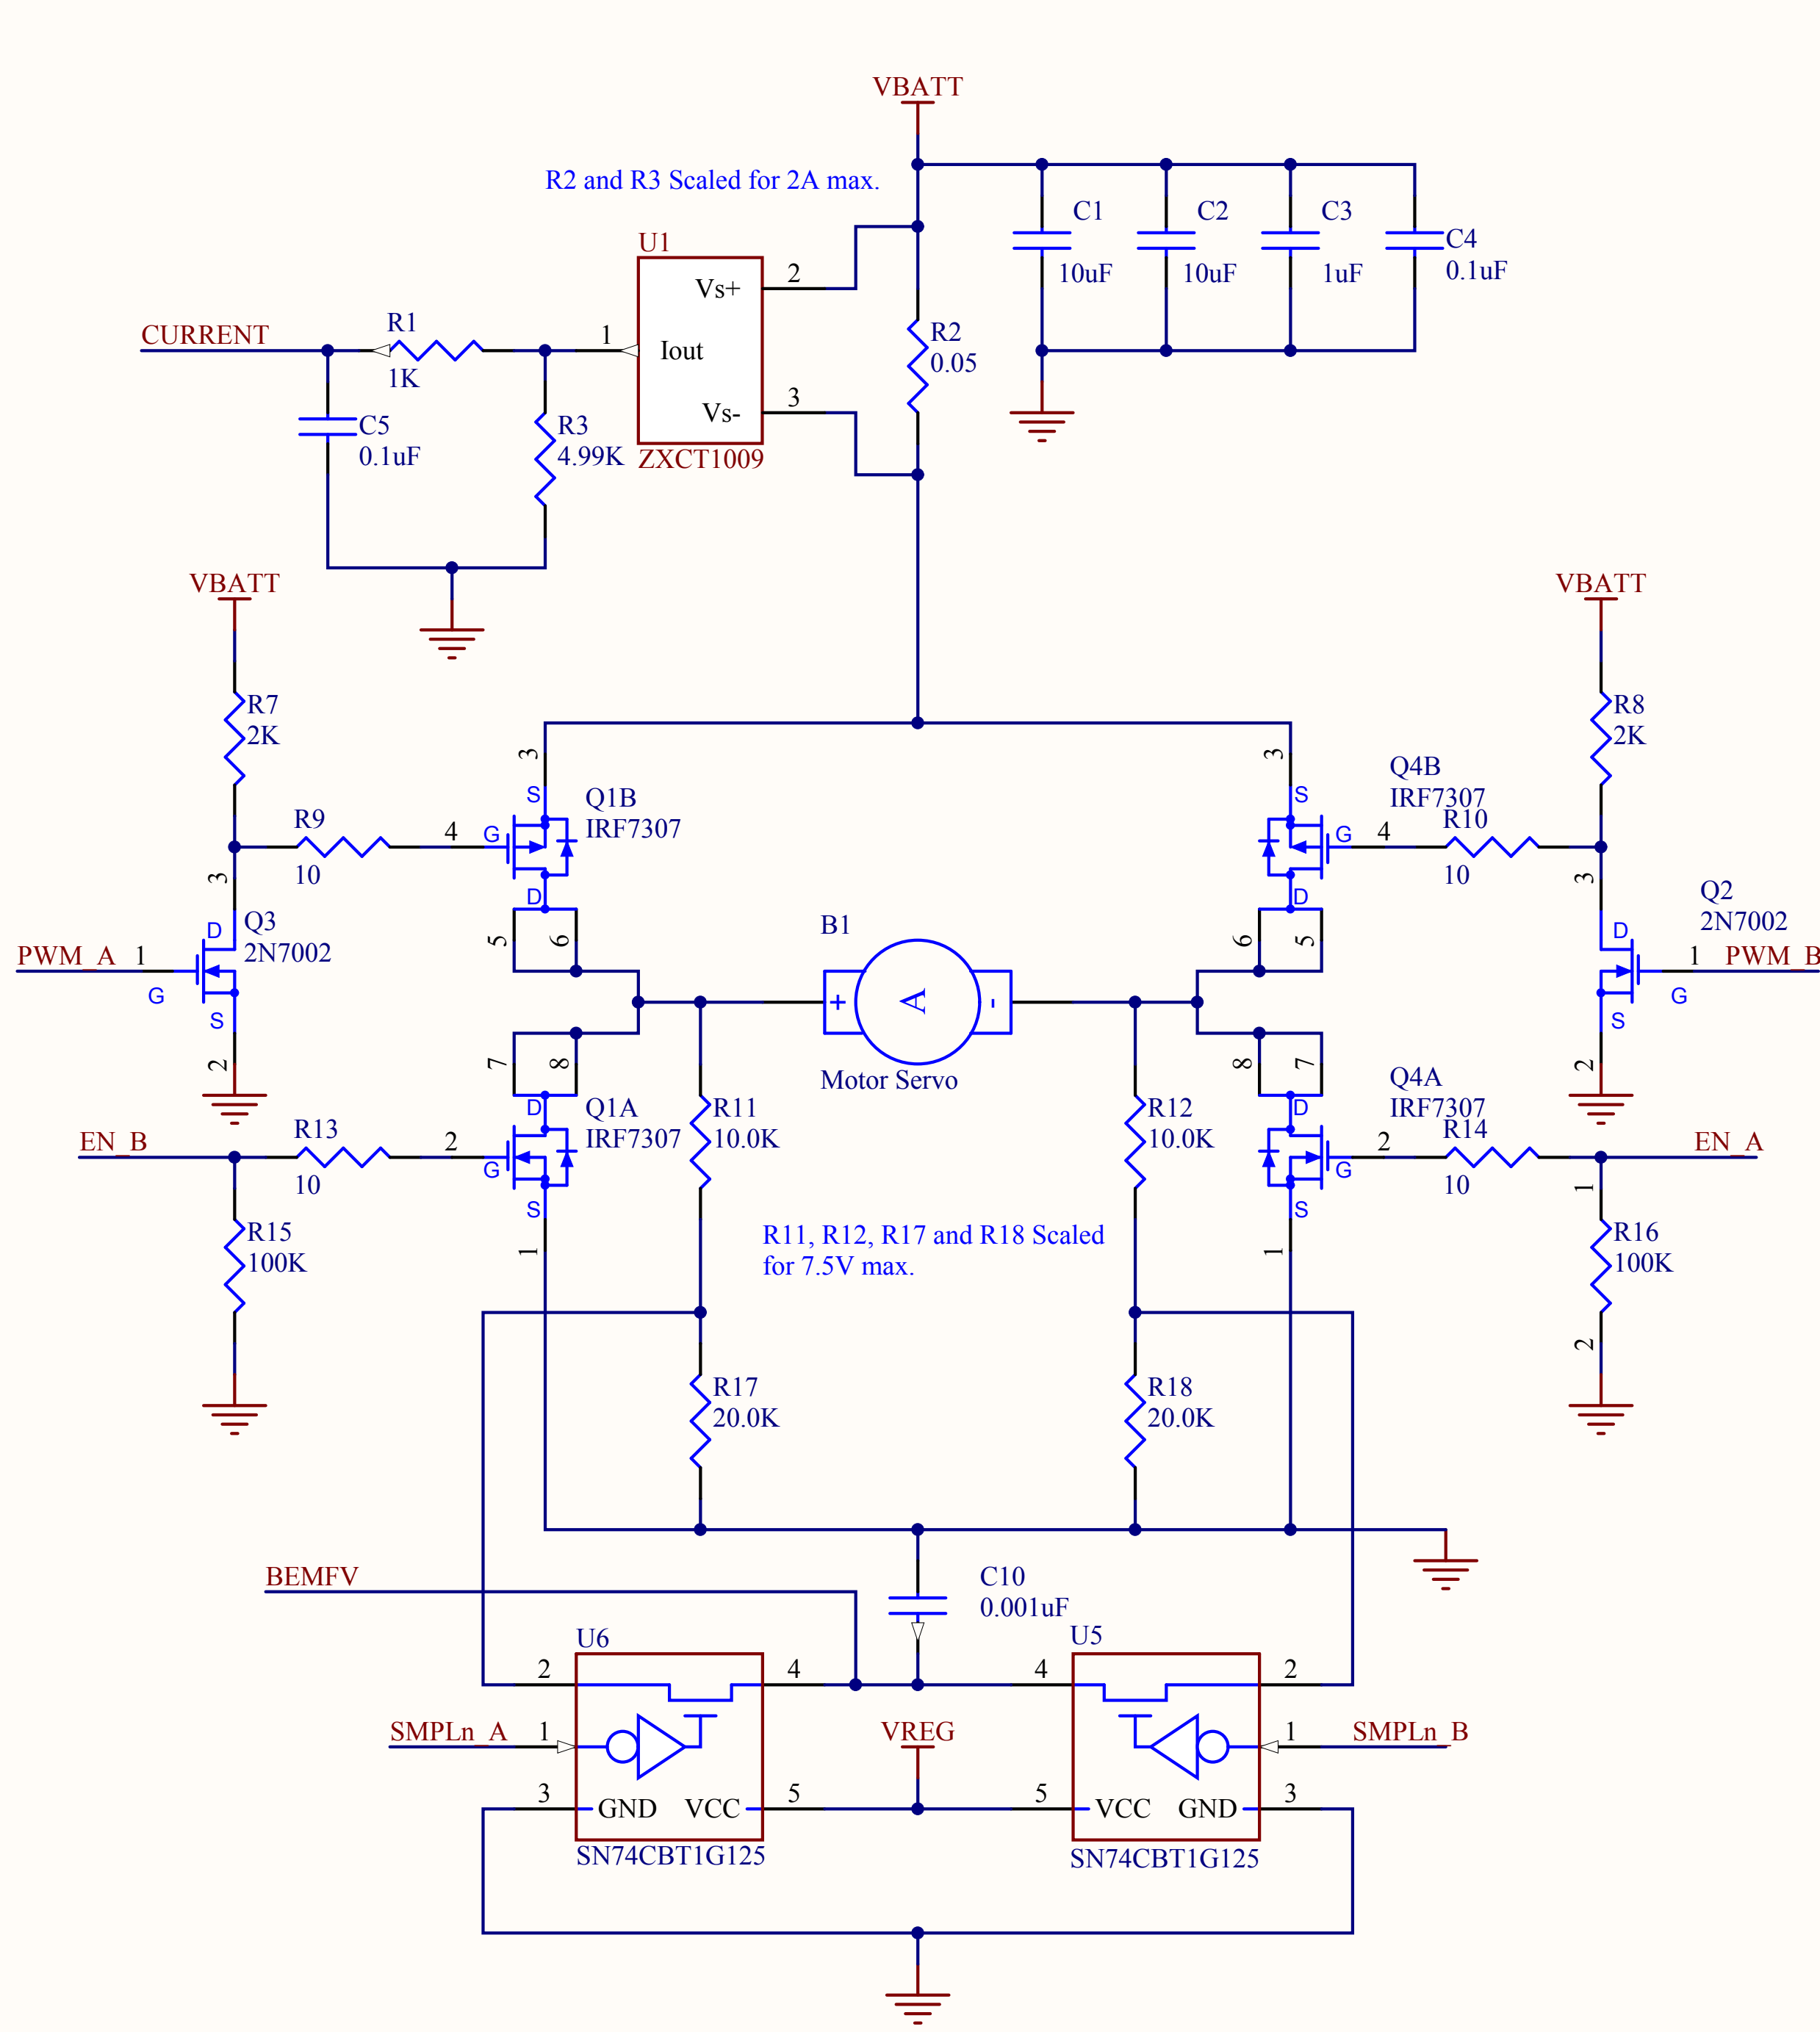 VBATT
R2 and R3 Scaled for 2A max.
C1
10uF
C2
10uF
C3
1uF
C4
0.1uF
U1
Vs+
2
Iout
1
Vs-
3
ZXCT1009
R2
0.05
CURRENT
R1
1K
C5
0.1uF
R3
4.99K
VBATT
VBATT
R7
2K
R8
2K
R9
10
4
G
3
S
Q1B
IRF7307
D
5
6
3
S
Q4B
IRF7307
G
4
R10
10
D
6
5
PWM_A
1
G
3
D
Q3
2N7002
S
2
B1
+
A
-
Motor Servo
3
D
Q2
2N7002
1
PWM_B
G
S
2
7
8
D
Q1A
IRF7307
EN_B
R13
10
2
G
S
1
R15
100K
R11
10.0K
R12
10.0K
8
7
D
Q4A
IRF7307
G
2
R14
10
EN_A
S
1
1
R16
100K
2
R11, R12, R17 and R18 Scaled
for 7.5V max.
R17
20.0K
R18
20.0K
BEMFV
C10
0.001uF
U6
2
4
SMPLn_A
1
3
GND
VCC
5
SN74CBT1G125
VREG
U5
4
2
1
SMPLn_B
5
VCC
GND
3
SN74CBT1G125